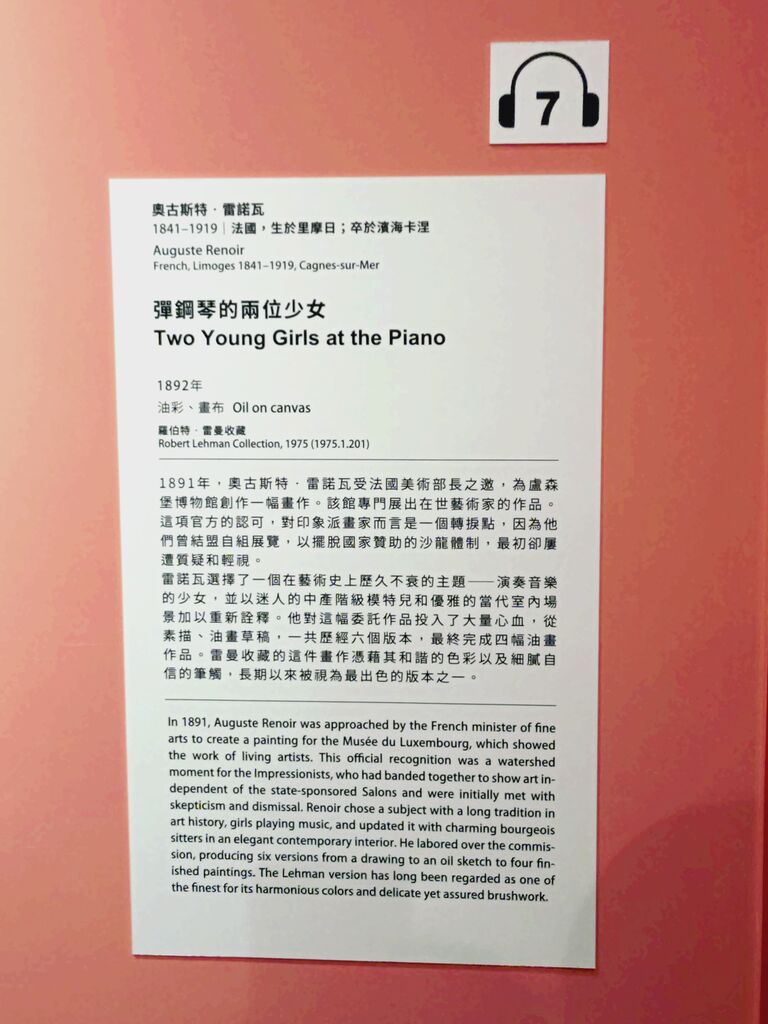 7
奧古斯特．雷諾瓦
1841–1919｜法國，生於里摩日；卒於濱海卡涅
Auguste Renoir
French, Limoges 1841–1919, Cagnes-sur-Mer
彈鋼琴的兩位少女
Two Young Girls at the Piano
1892年
油彩、畫布 Oil on canvas
羅伯特．雷曼收藏
Robert Lehman Collection, 1975 (1975.1.201)
1891年，奧古斯特．雷諾瓦受法國美術部長之邀，為盧森
堡博物館創作一幅畫作。該館專門展出在世藝術家的作品。
這項官方的認可，對印象派畫家而言是一個轉捩點，因為他
們曾結盟自組展覽，以擺脫國家贊助的沙龍體制，最初卻屢
遭質疑和輕視。
雷諾瓦選擇了一個在藝術史上歷久不衰的主題——演奏音樂
的少女，並以迷人的中產階級模特兒和優雅的當代室內場
景加以重新詮釋。他對這幅委託作品投入了大量心血，從
素描、油畫草稿，一共歷經六個版本，最終完成四幅油畫
作品。雷曼收藏的這件畫作憑藉其和諧的色彩以及細膩自
信的筆觸，長期以來被視為最出色的版本之一。
In 1891, Auguste Renoir was approached by the French minister of fine
arts to create a painting for the Musée du Luxembourg, which showed
the work of living artists. This official recognition was a watershed
moment for the Impressionists, who had banded together to show art in-
dependent of the state-sponsored Salons and were initially met with
skepticism and dismissal. Renoir chose a subject with a long tradition in
art history, girls playing music, and updated it with charming bourgeois
sitters in an elegant contemporary interior. He labored over the commis-
sion, producing six versions from a drawing to an oil sketch to four fin-
ished paintings. The Lehman version has long been regarded as one of
the finest for its harmonious colors and delicate yet assured brushwork.